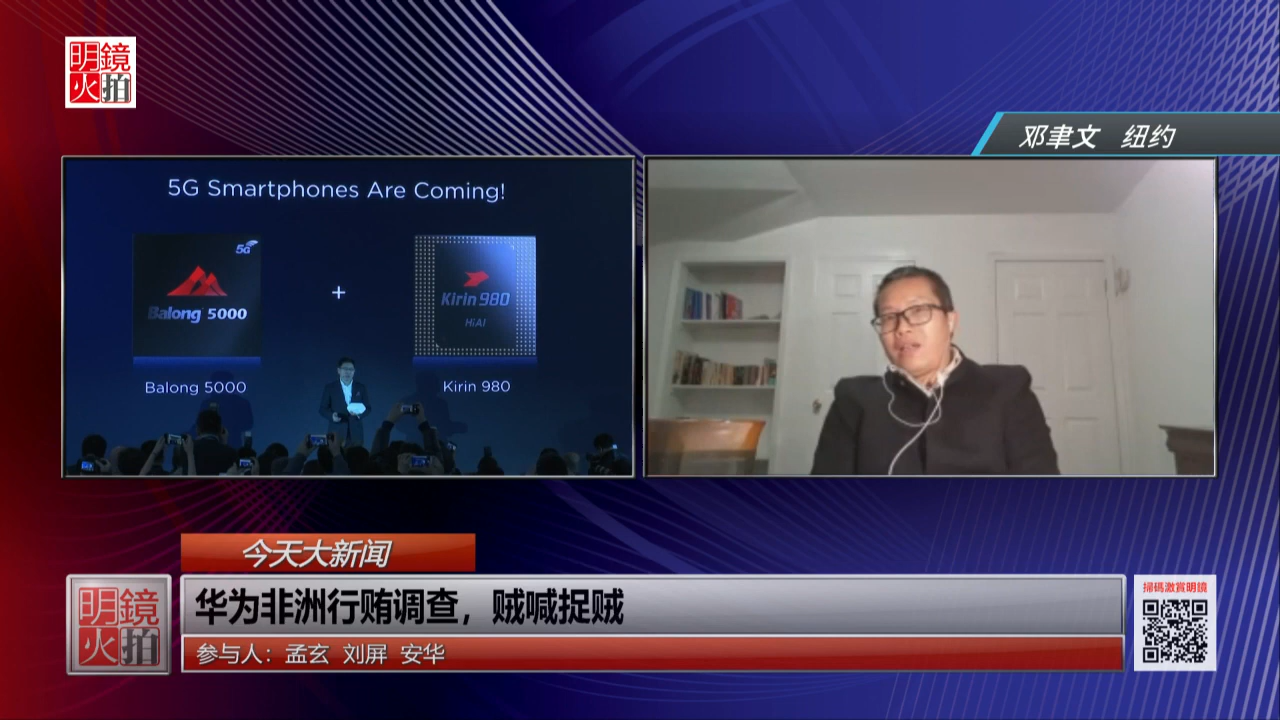 明鏡
火拍
邓聿文 纽约
5G Smartphones Are Coming!
5G
Balong 5000
+
Kirin 980
HiAI
Balong 5000
Kirin 980
今天大新闻
明鏡
火拍
华为非洲行贿调查，贼喊捉贼
参与人：孟玄 刘屏 安华
掃碼激賞明鏡